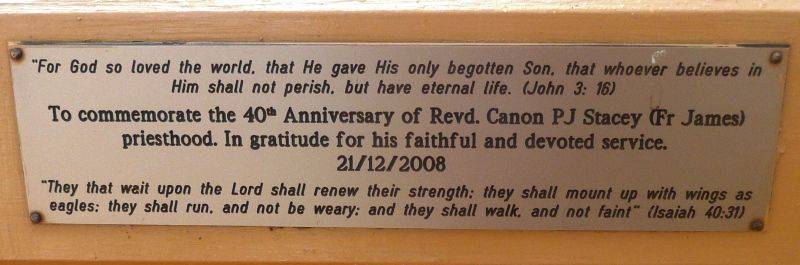 "For God so loved the world, that He gave His only begotten Son, that whoever believes in
Him shall not perish, but have eternal life. (John 3: 16)
To commemorate the 40th Anniversary of Revd. Canon PJ Stacey (Fr James)
priesthood. In gratitude for his faithful and devoted service.
21/12/2008
"They that wait upon the Lord shall renew their strength; they shall mount up with wings as
eagles; they shall run, and not be weary; and they shall walk, and not faint" (Isaiah 40:31)